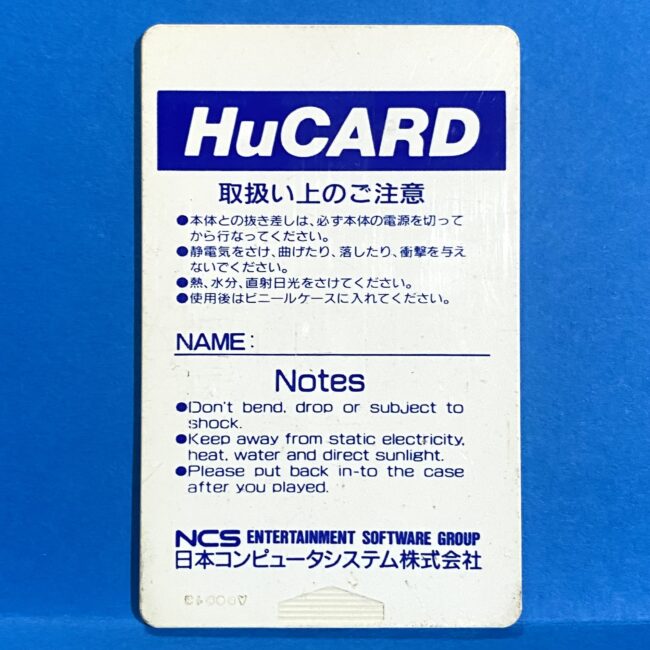 HuCARD
取扱い上のご注意
●本体との抜き差しは、必ず本体の電源を切って
から行なってください。
●静電気をさけ、曲げたり、落したり、衝撃を与え
ないでください。
●熱、水分、直射日光をさけてください。
●使用後はビニールケースに入れてください。
NAME:
Notes
●Don't bend, drop or subject to
shock.
●Keep away from static electricity,
heat, water and direct sunlight.
●Please put back in-to the case
after you played.
NCS ENTERTAINMENT SOFTWARE GROUP
日本コンピュータシステム株式会社